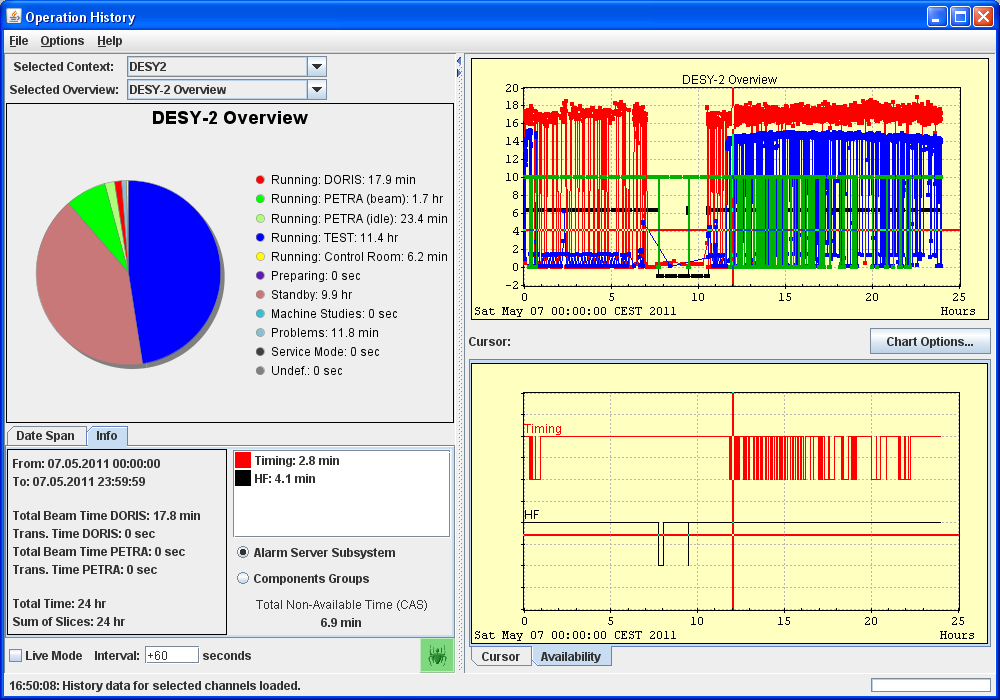 Operation History
File Options Help
Selected Context: DESY2
Selected Overview: DESY-2 Overview
DESY-2 Overview
Running: DORIS: 17.9 min
Running: PETRA (beam): 1.7 hr
Running: PETRA (idle): 23.4 min
Running: TEST: 11.4 hr
Running: Control Room: 6.2 min
Preparing: 0 sec
Standby: 9.9 hr
Machine Studies: 0 sec
Problems: 11.8 min
Service Mode: 0 sec
Undef.: 0 sec
Date Span Info
From: 07.05.2011 00:00:00
To: 07.05.2011 23:59:59
Total Beam Time DORIS: 17.8 min
Trans. Time DORIS: 0 sec
Total Beam Time PETRA: 0 sec
Trans. Time PETRA: 0 sec
Total Time: 24 hr
Sum of Slices: 24 hr
Timing: 2.8 min
HF: 4.1 min
Alarm Server Subsystem
Components Groups
Total Non-Available Time (CAS)
6.9 min
Live Mode Interval: +60 seconds
16:50:08: History data for selected channels loaded.
DESY-2 Overview
20
18
16
14
12
10
8
6
4
2
0
-2
0 5 10 15 20 25
Sat May 07 00:00:00 CEST 2011 Hours
Cursor: Chart Options...
Timing
HF
0 5 10 15 20 25
Sat May 07 00:00:00 CEST 2011 Hours
Cursor Availability